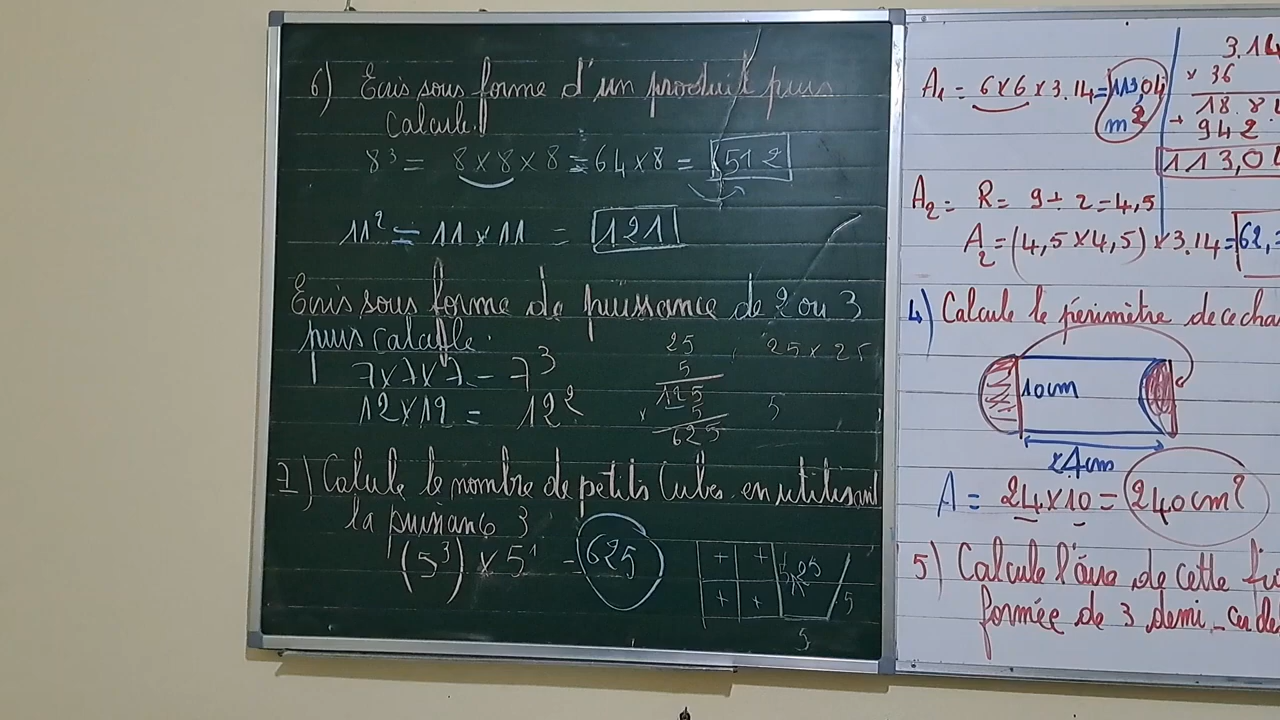 6) Ecris sous forme d'un produit puis
calcule.
8³ = 8 × 8 × 8 = 64 × 8 = 512
11² = 11 × 11 = 121
Ecris sous forme de puissance de 2 ou 3
puis calcule.
7 × 7 × 7 = 7³
12 × 12 = 12²
25
5
125
× 5
625
25 × 25
5
7) Calcule le nombre de petits Cubes en utilisant
la puissance 3
(5³) × 5¹ = 625
+ +
+ +
5
5
A₁ = 6 × 6 × 3.14 = 113,04
m²
3.14
× 36
18.84
+ 942
113,04
A₂ = R = 9 ÷ 2 = 4,5
A₂ = (4,5 × 4,5) × 3.14 = 62,
4) Calcule le périmètre de ce cha
10cm
24cm
A = 24 × 10 = 240cm²
5) Calcule l'aire de cette fi
formée de 3 demi-